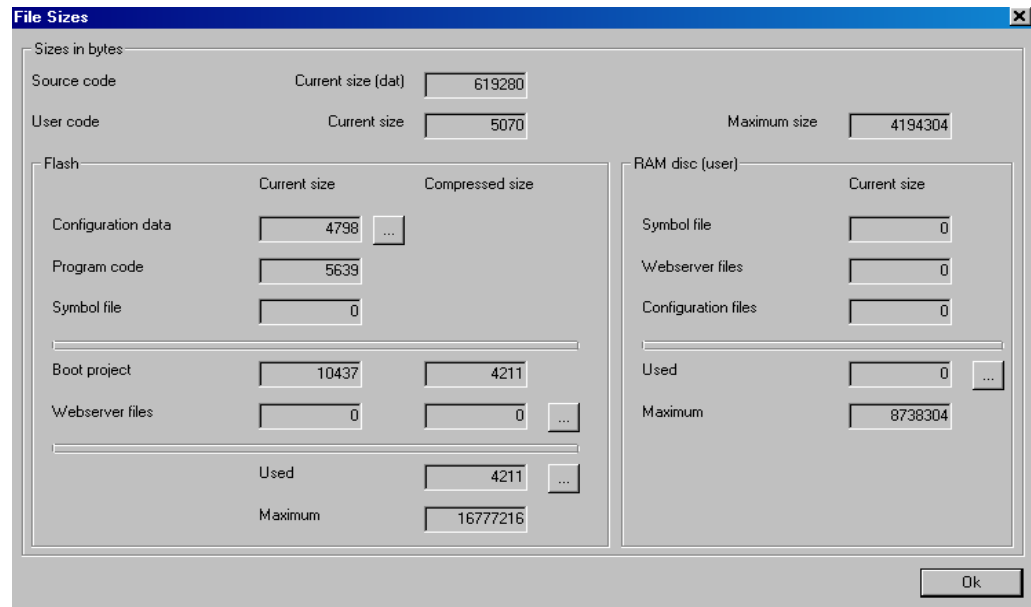 File Sizes
Sizes in bytes
Source code Current size (dat) 619280
User code Current size 5070 Maximum size 4194304
Flash
Current size Compressed size
Configuration data 4798 ...
Program code 5639
Symbol file 0
Boot project 10437 4211
Webserver files 0 0 ...
Used 4211 ...
Maximum 16777216
RAM disc (user)
Current size
Symbol file 0
Webserver files 0
Configuration files 0
Used 0 ...
Maximum 8738304
Ok